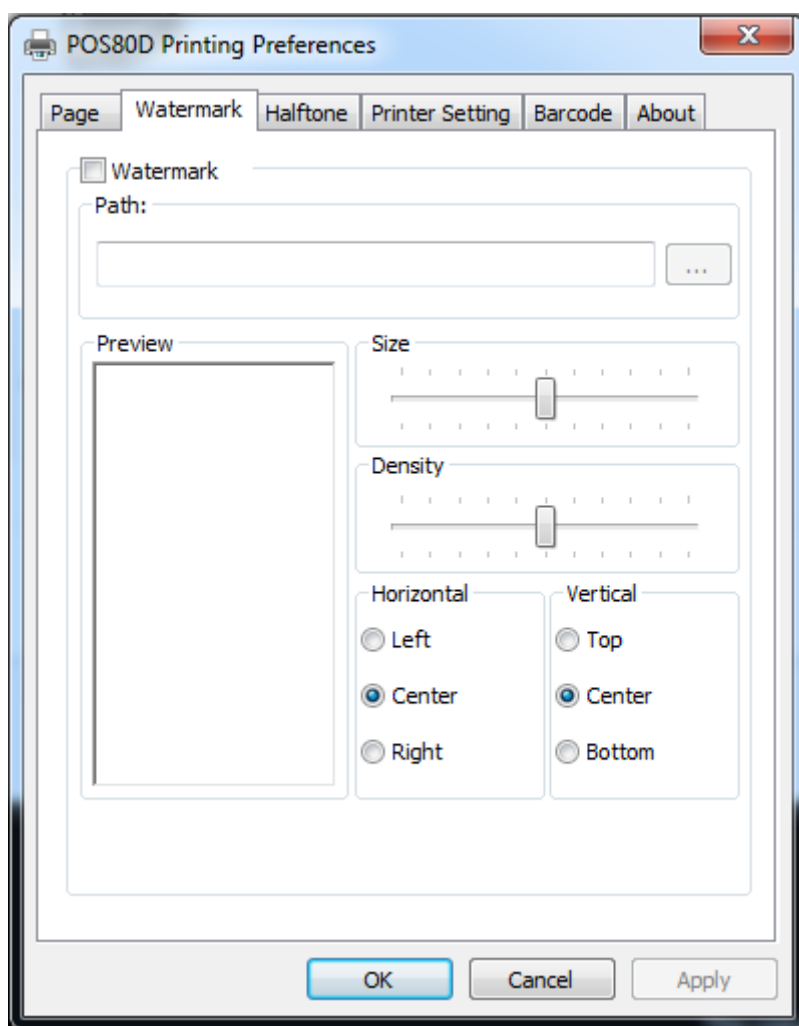 POS80D Printing Preferences
Page Watermark Halftone Printer Setting Barcode About
Watermark
Path:
...
Preview Size
Density
Horizontal Vertical
Left Top
Center Center
Right Bottom
OK Cancel Apply